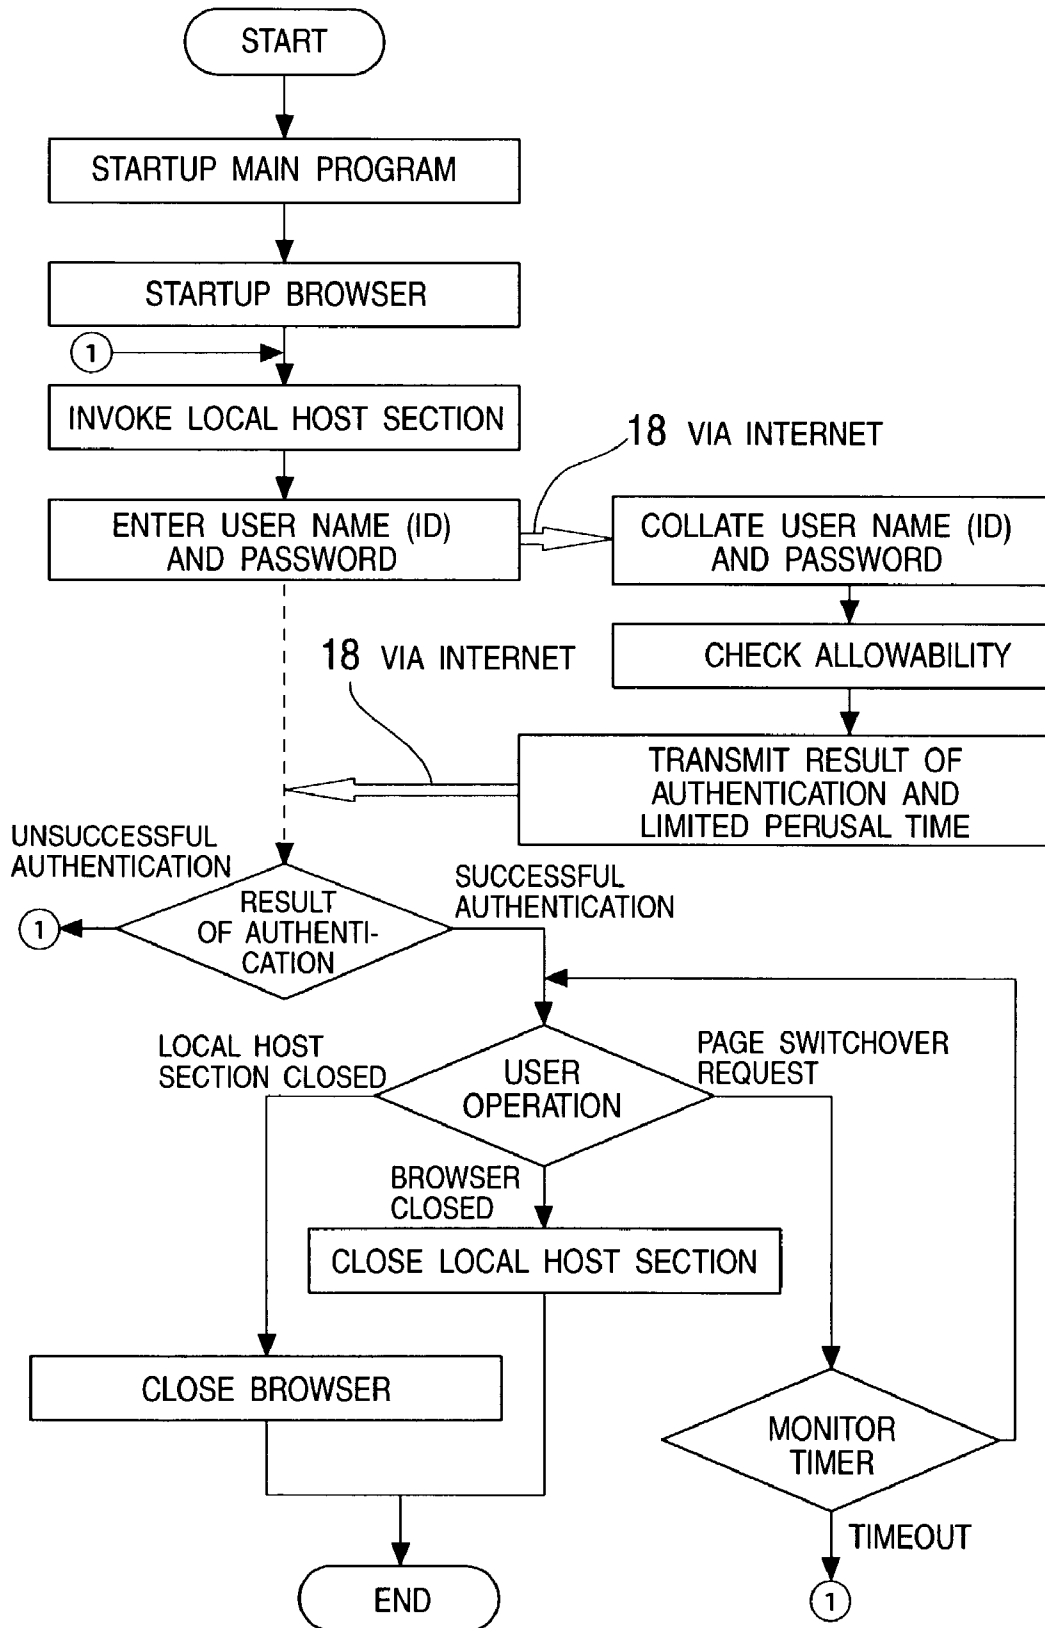 START
STARTUP MAIN PROGRAM
STARTUP BROWSER
1
INVOKE LOCAL HOST SECTION
18 VIA INTERNET
ENTER USER NAME (ID)
AND PASSWORD
COLLATE USER NAME (ID)
AND PASSWORD
CHECK ALLOWABILITY
18 VIA INTERNET
TRANSMIT RESULT OF
AUTHENTICATION AND
LIMITED PERUSAL TIME
UNSUCCESSFUL
AUTHENTICATION
1
RESULT
OF AUTHENTI-
CATION
SUCCESSFUL
AUTHENTICATION
LOCAL HOST
SECTION CLOSED
USER
OPERATION
PAGE SWITCHOVER
REQUEST
BROWSER
CLOSED
CLOSE LOCAL HOST SECTION
CLOSE BROWSER
MONITOR
TIMER
TIMEOUT
1
END